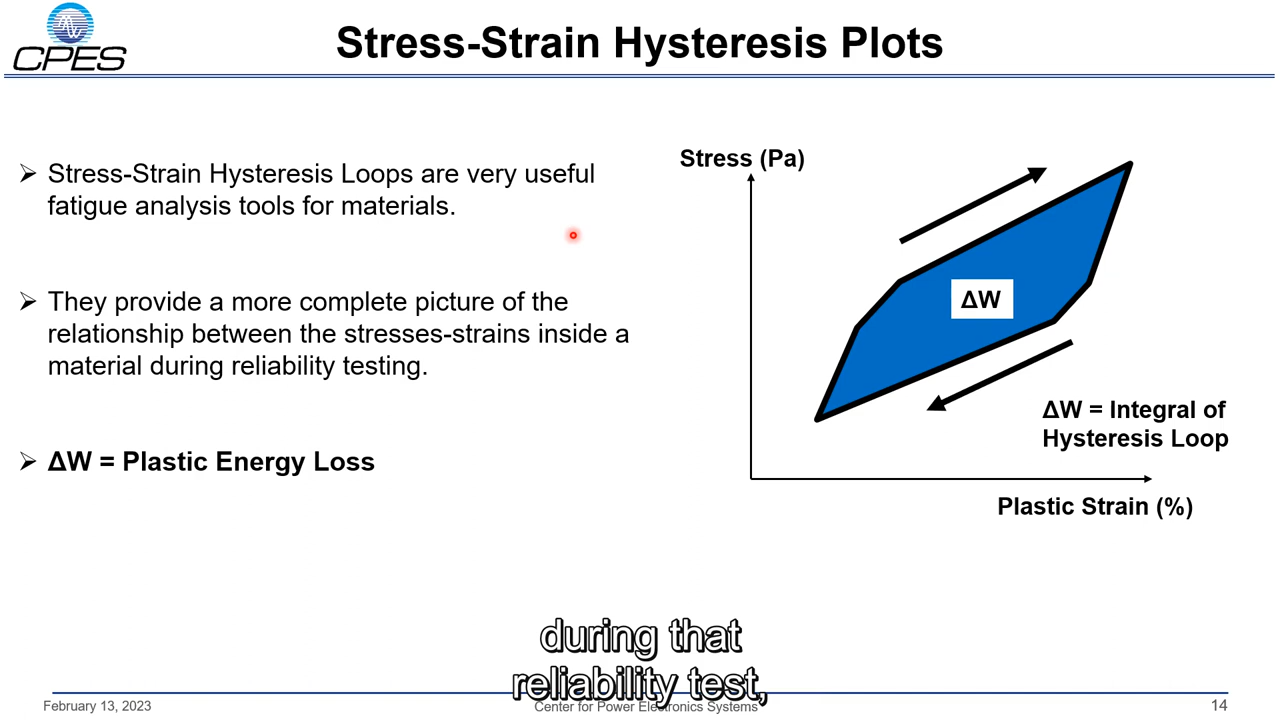 CPES
Stress-Strain Hysteresis Plots
➢ Stress-Strain Hysteresis Loops are very useful
fatigue analysis tools for materials.
➢ They provide a more complete picture of the
relationship between the stresses-strains inside a
material during reliability testing.
➢ ΔW = Plastic Energy Loss
Stress (Pa)
ΔW
ΔW = Integral of
Hysteresis Loop
Plastic Strain (%)
during that
reliability test,
February 13, 2023
Center for Power Electronics Systems
14